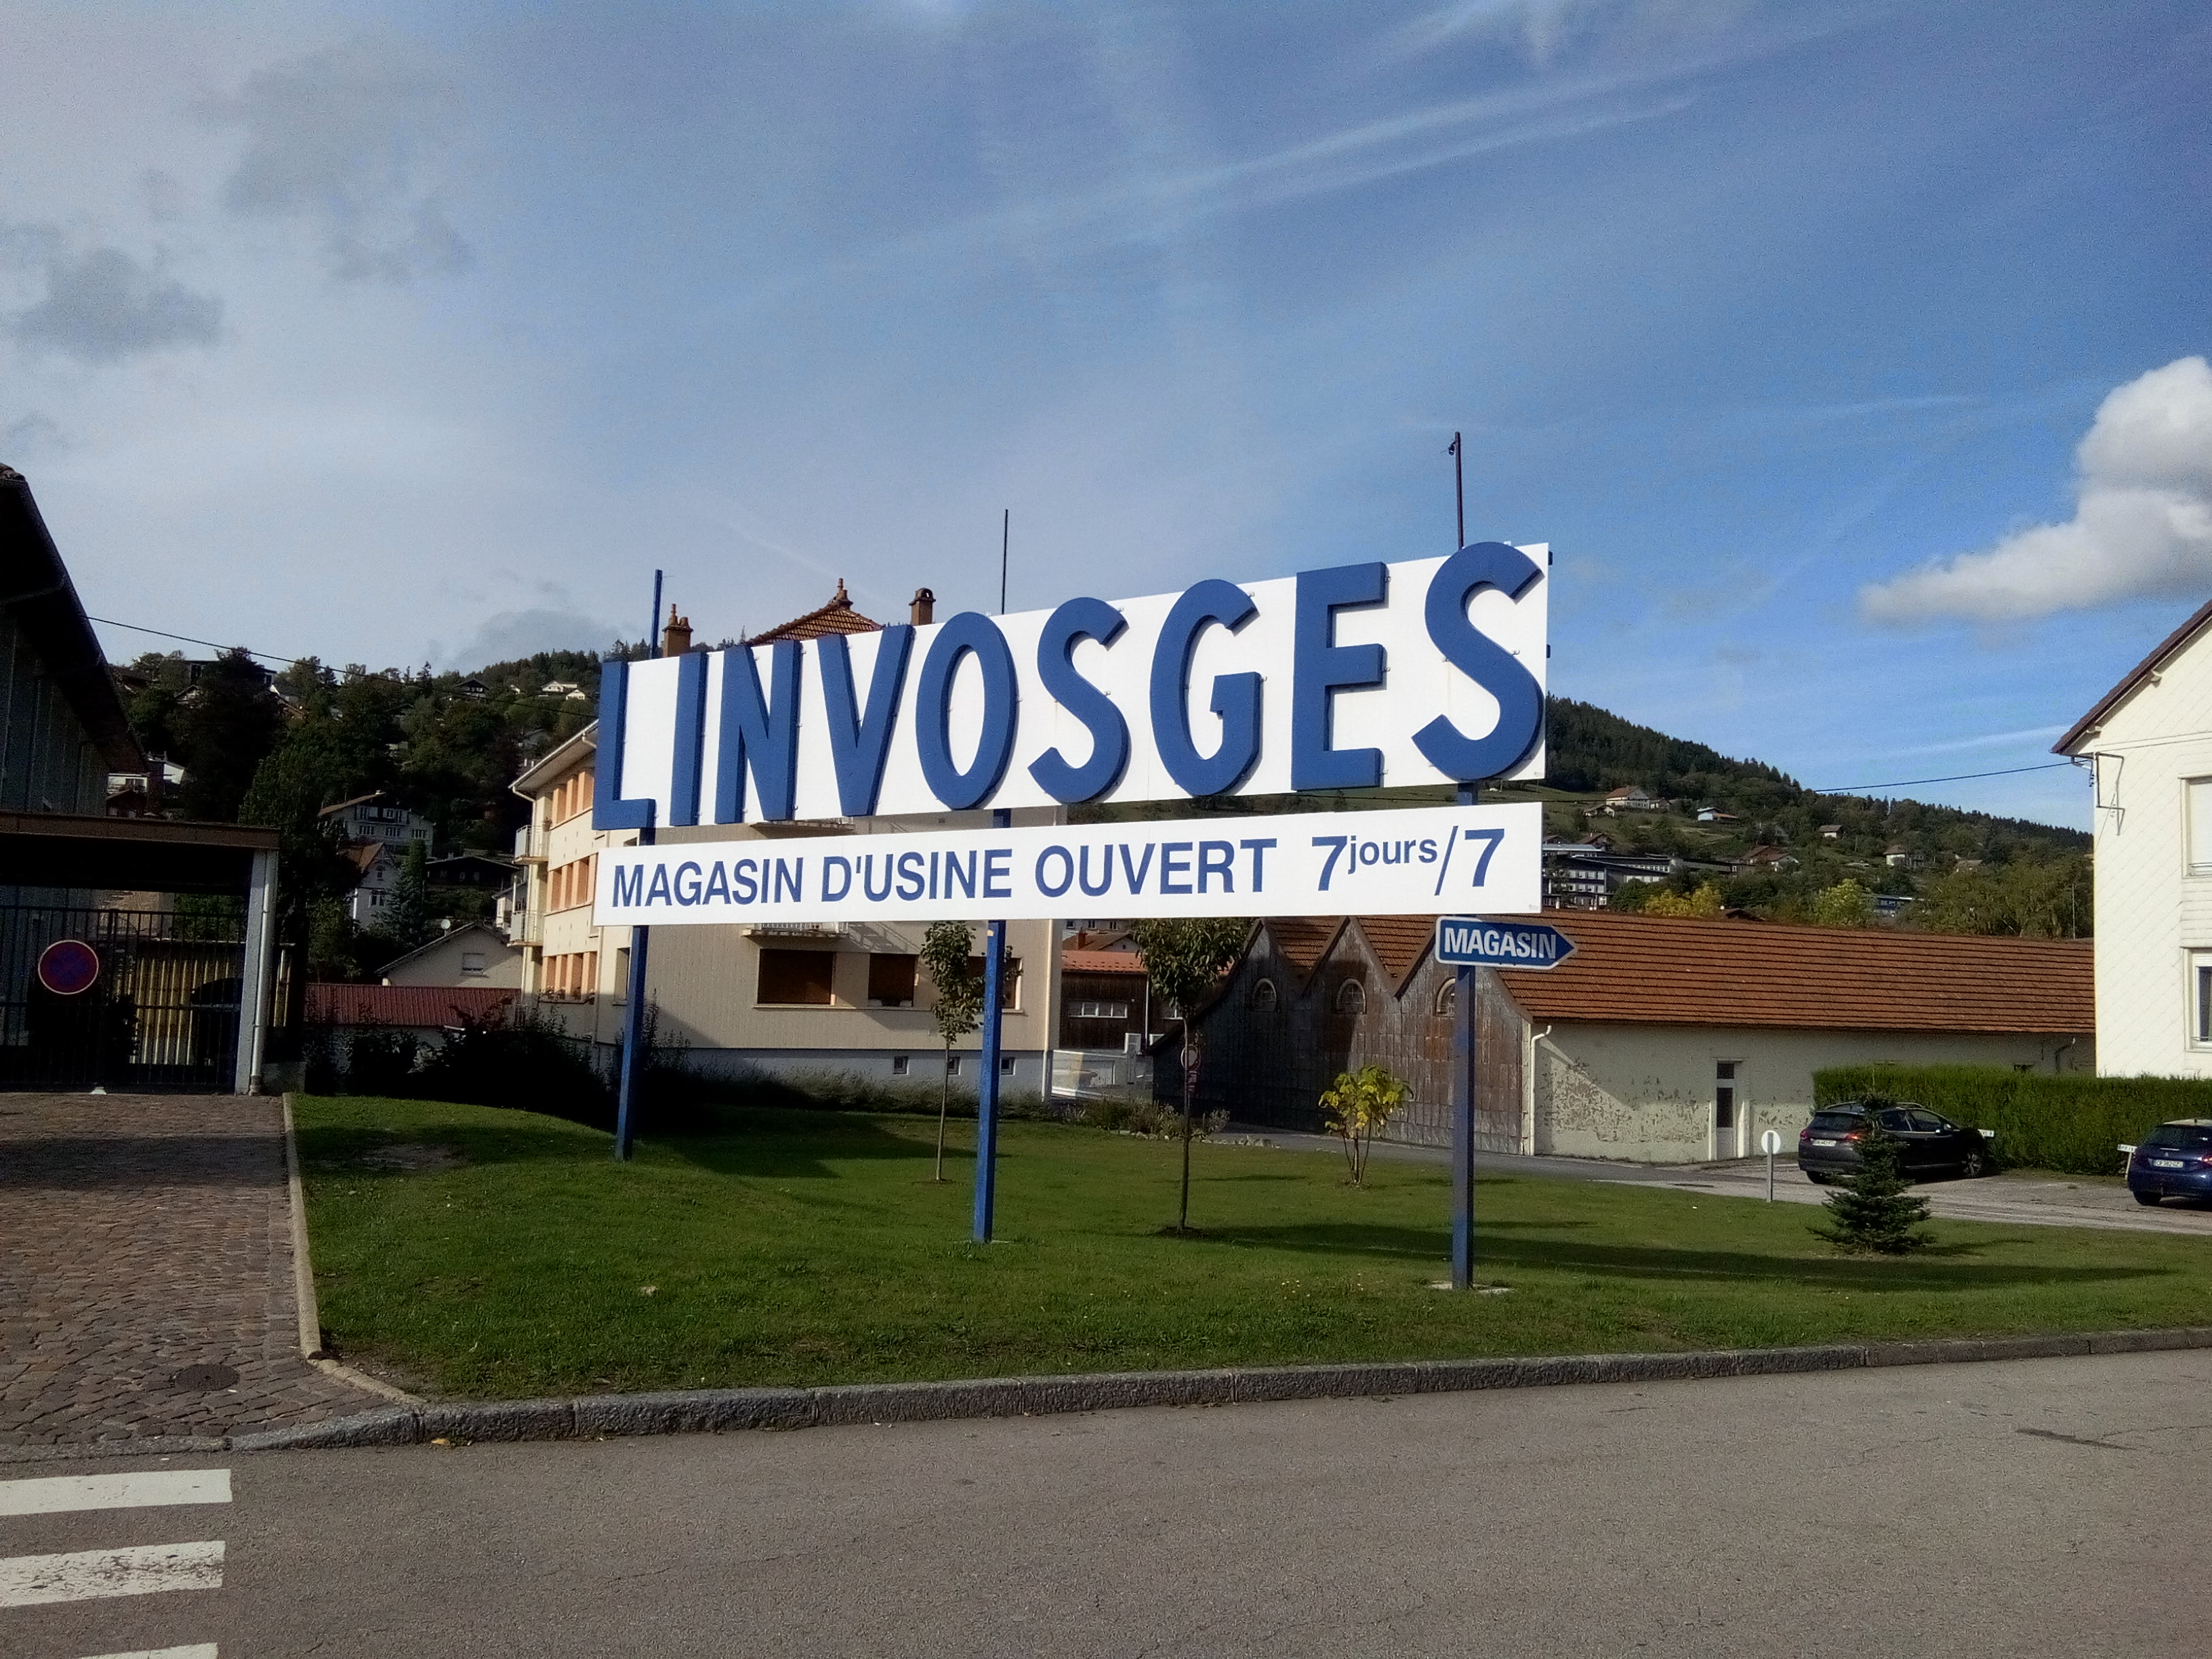 LINVOSGES
MAGASIN D'USINE OUVERT 7jours/7
MAGASIN